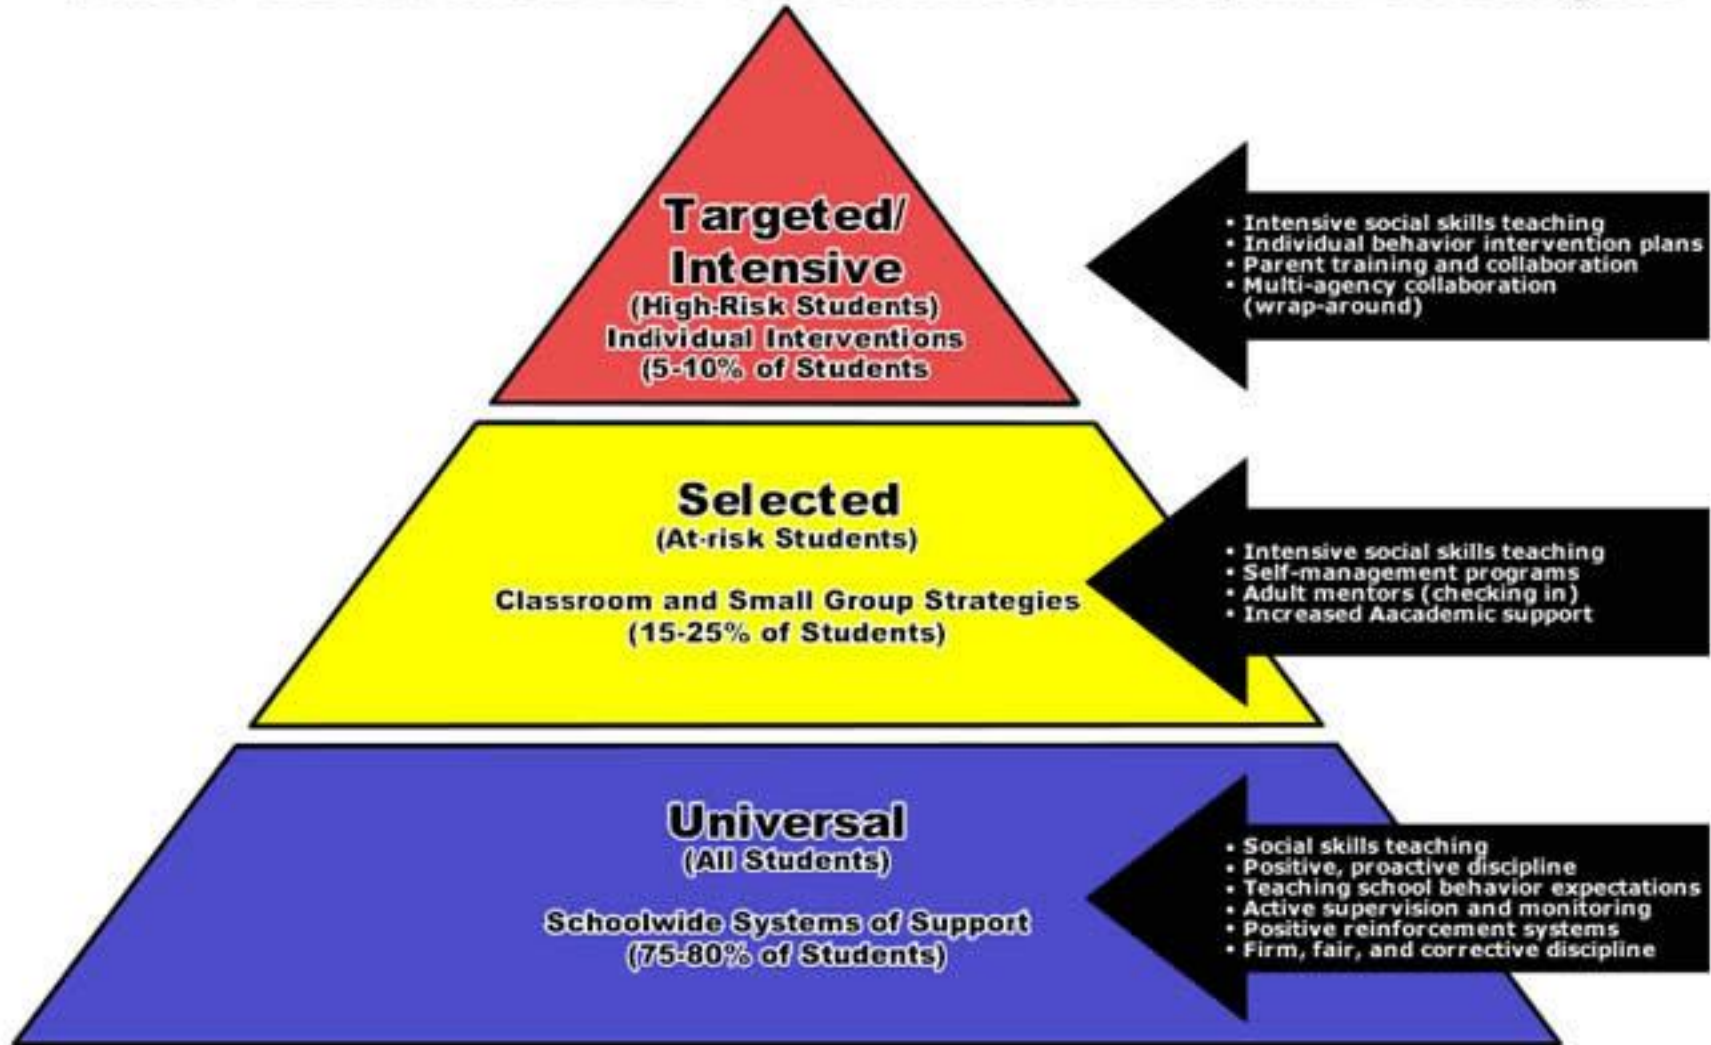 Targeted/
Intensive
(High-Risk Students)
Individual Interventions
(5-10% of Students
• Intensive social skills teaching
• Individual behavior intervention plans
• Parent training and collaboration
• Multi-agency collaboration
(wrap-around)
Selected
(At-risk Students)
Classroom and Small Group Strategies
(15-25% of Students)
• Intensive social skills teaching
• Self-management programs
• Adult mentors (checking in)
• Increased Aacademic support
Universal
(All Students)
Schoolwide Systems of Support
(75-80% of Students)
• Social skills teaching
• Positive, proactive discipline
• Teaching school behavior expectations
• Active supervision and monitoring
• Positive reinforcement systems
• Firm, fair, and corrective discipline